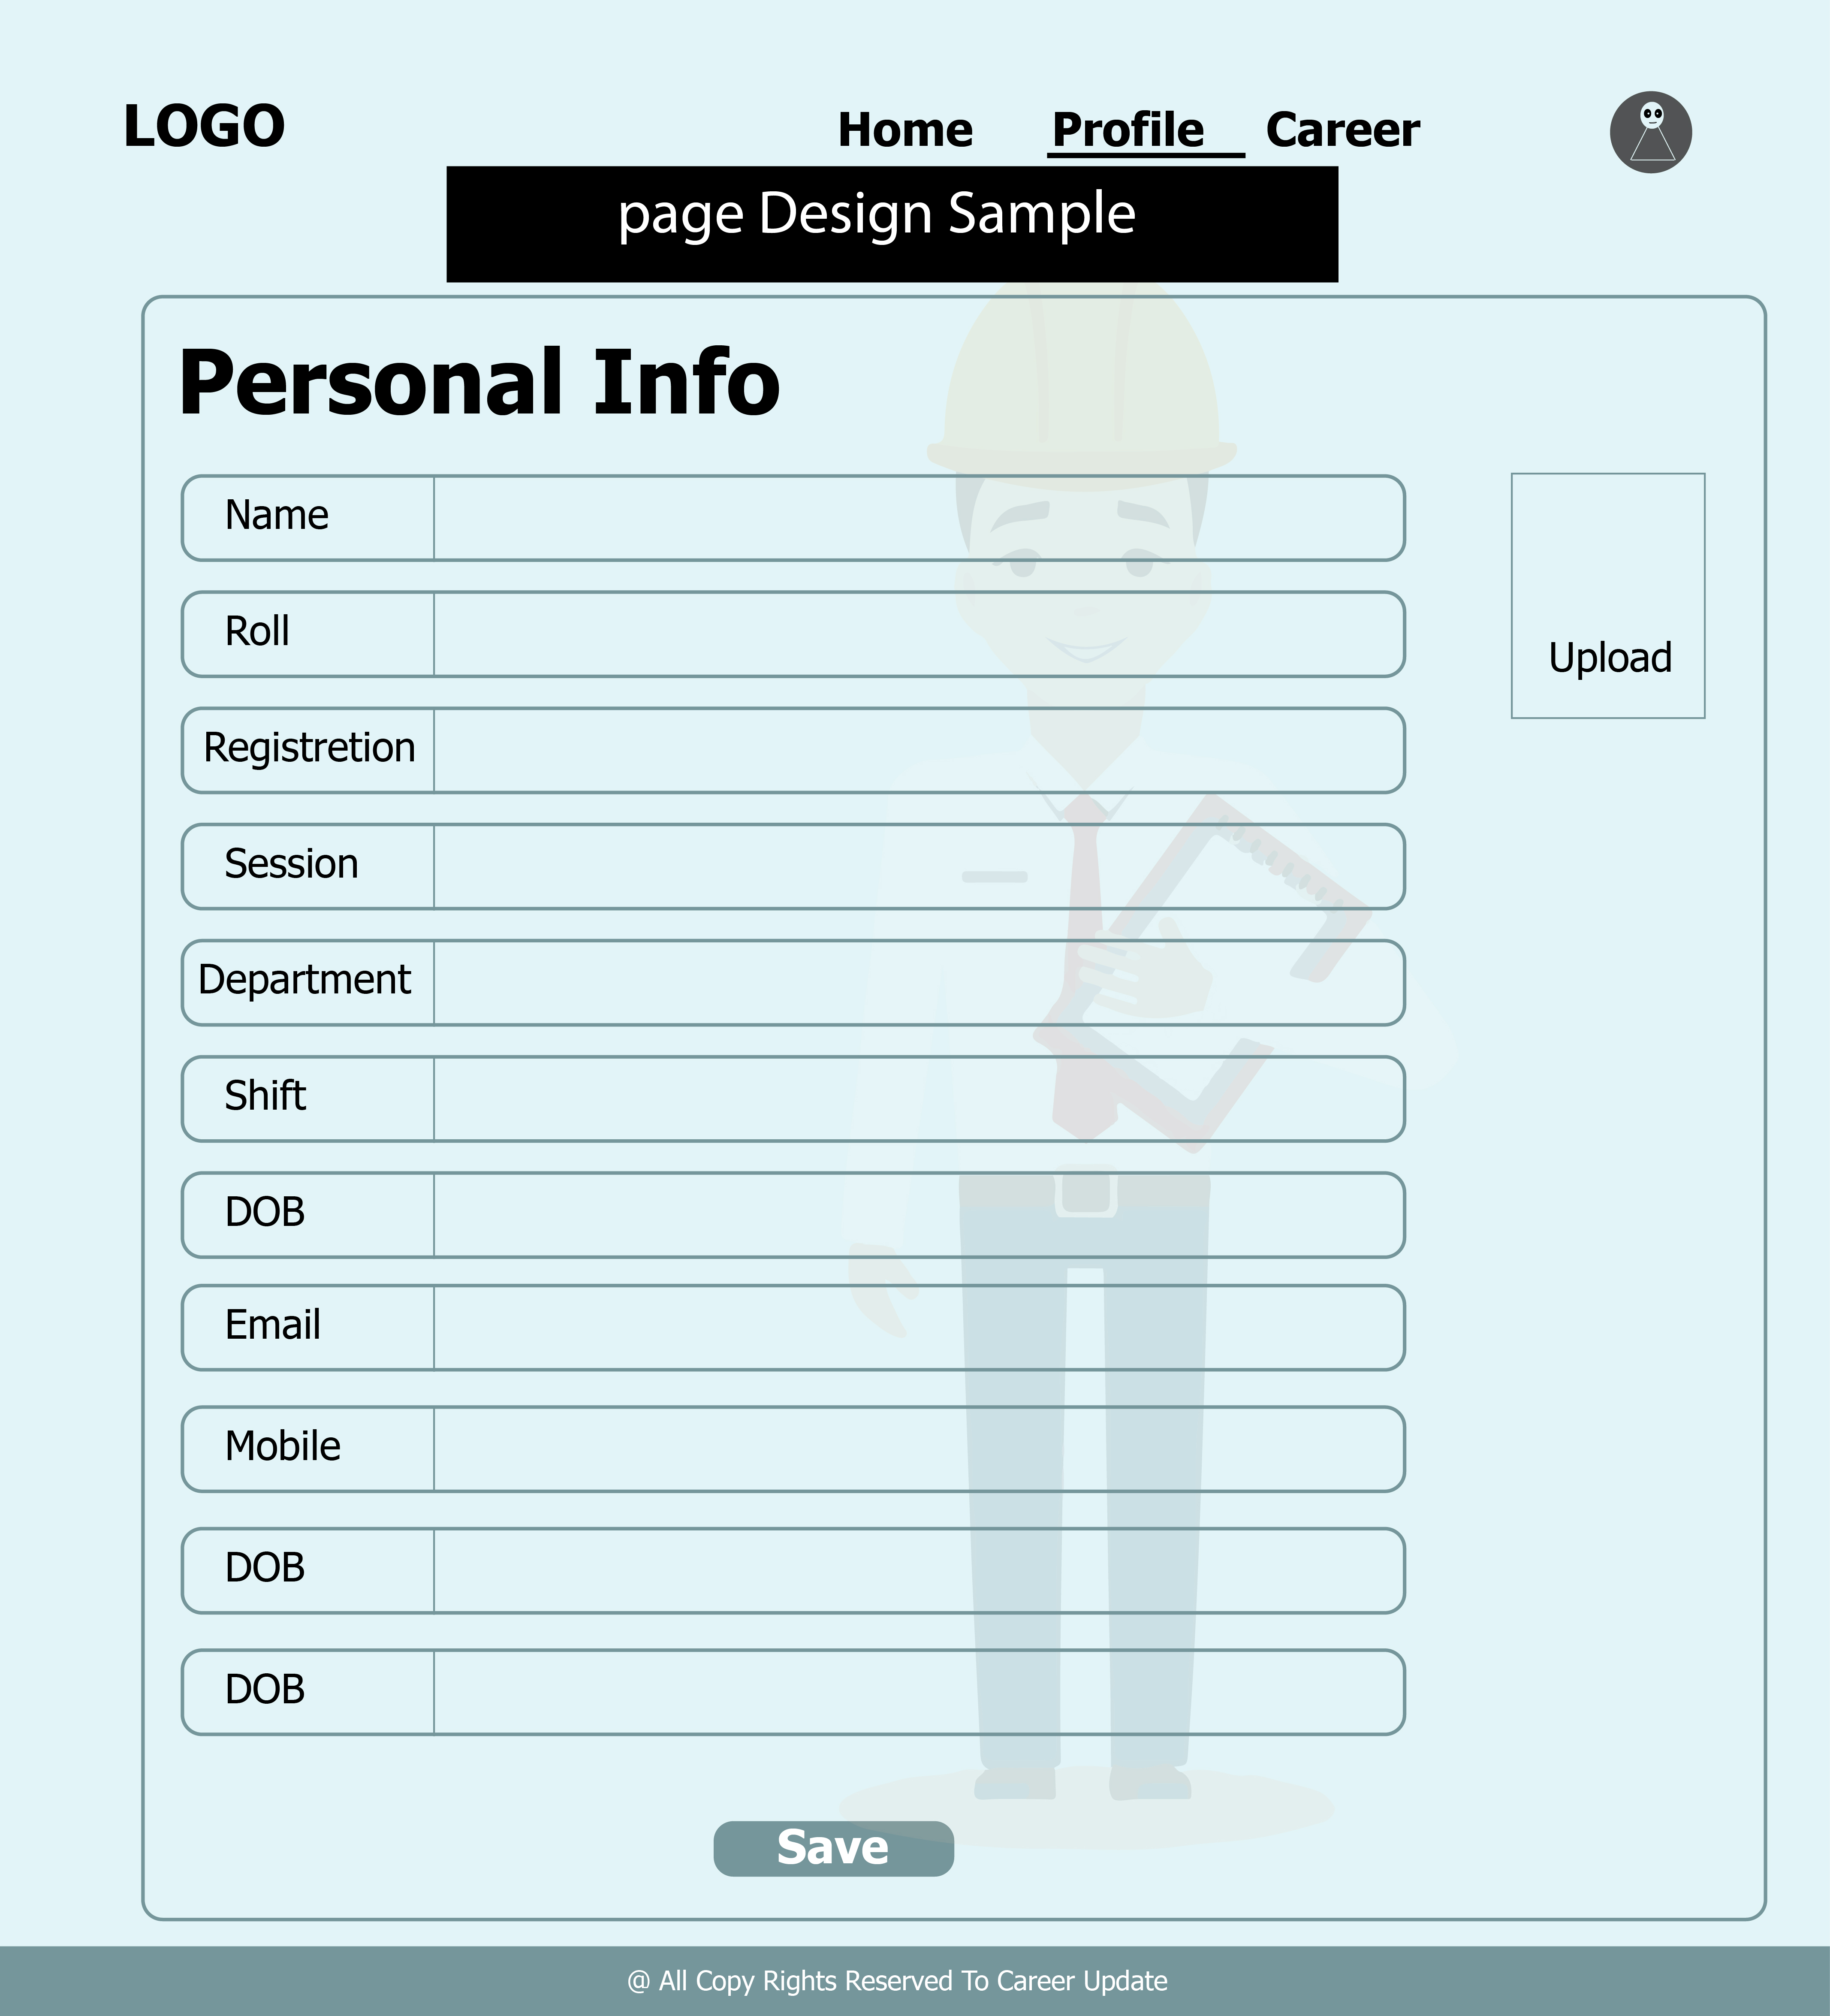 LOGO
Home Profile Career
page Design Sample
Personal Info
Name
Roll
Upload
Registretion
Session
Department
Shift
DOB
Email
Mobile
DOB
DOB
Save
@ All Copy Rights Reserved To Career Update